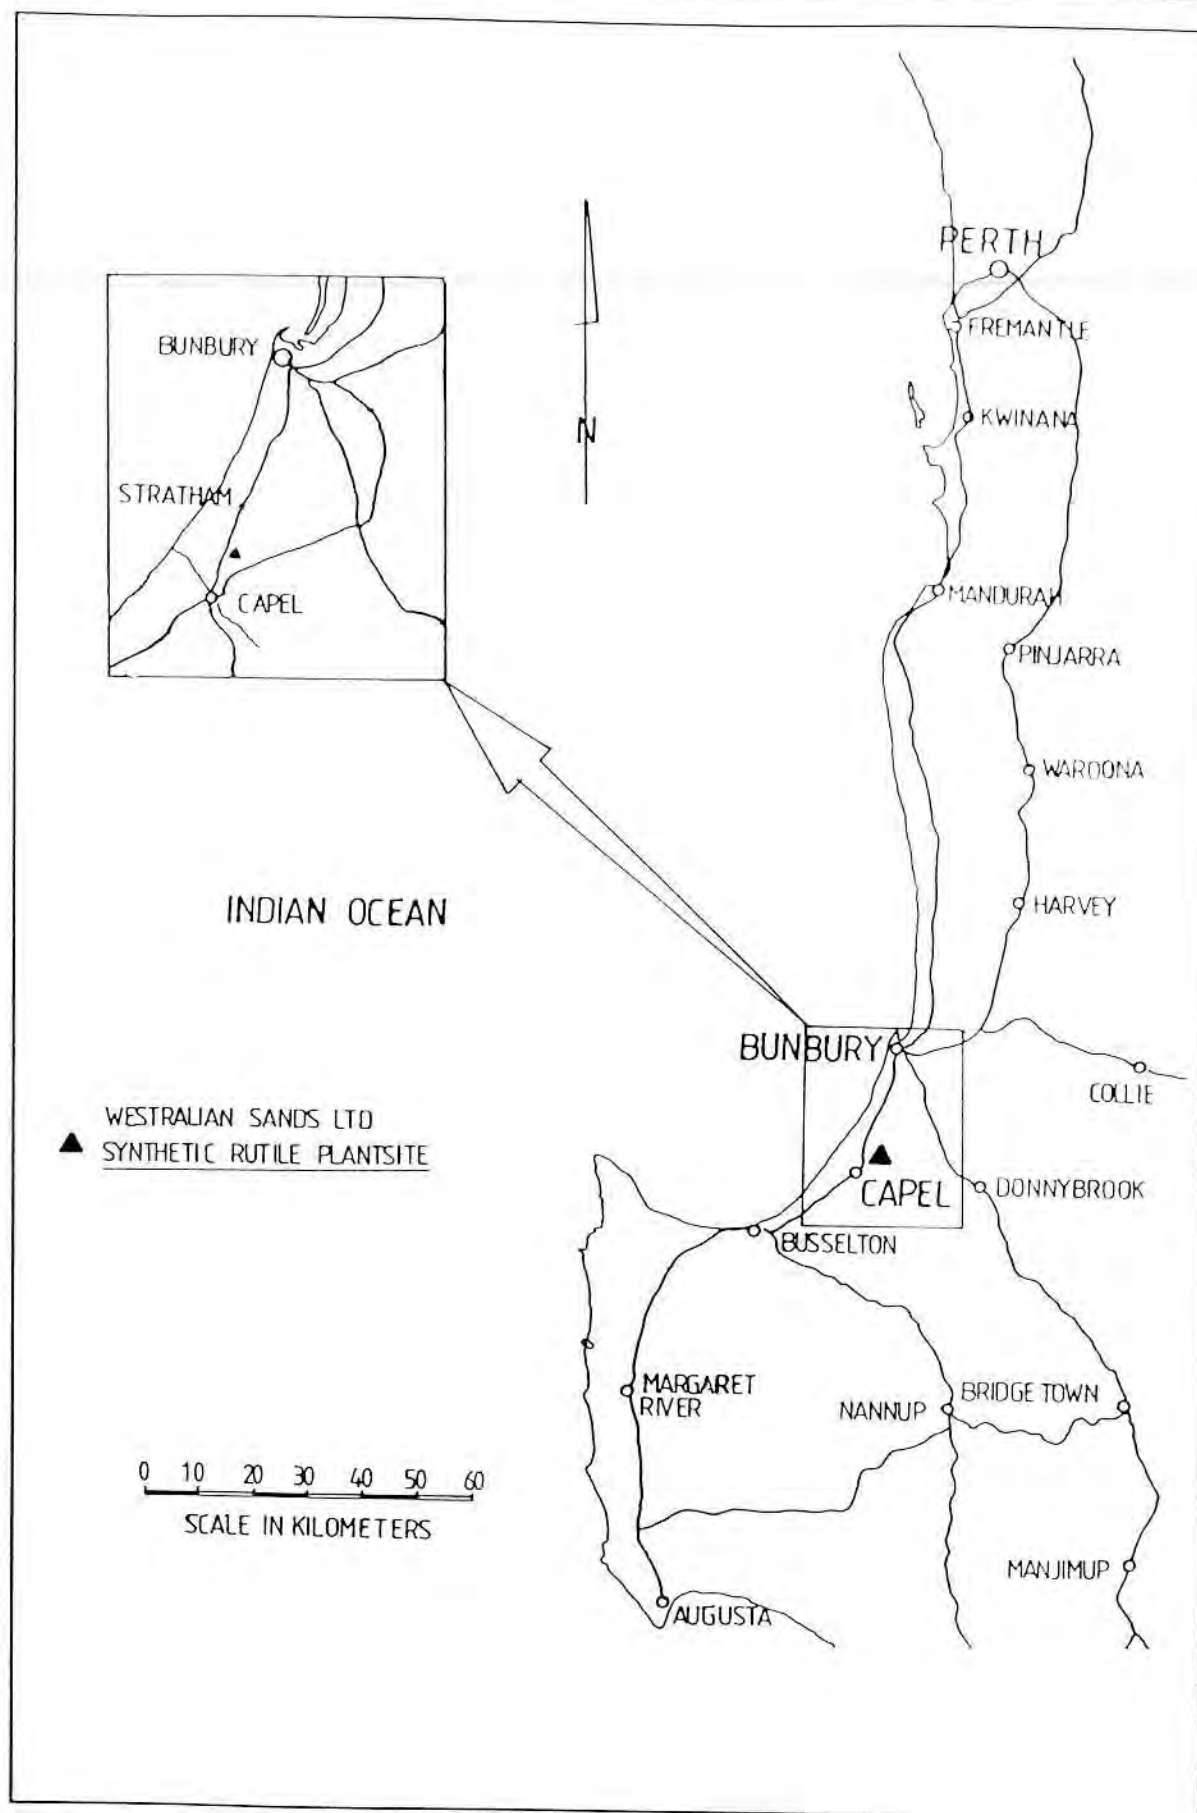 PERTH
FREMANTLE
KWINANA
MANDURAH
PINJARRA
WAROONA
HARVEY
BUNBURY
STRATHAM
CAPEL
N
INDIAN OCEAN
BUNBURY
COLLIE
CAPEL
DONNYBROOK
BUSSELTON
WESTRALIAN SANDS LTD
SYNTHETIC RUTILE PLANTSITE
MARGARET
RIVER
NANNUP
BRIDGETOWN
MANJIMUP
AUGUSTA
0 10 20 30 40 50 60
SCALE IN KILOMETERS